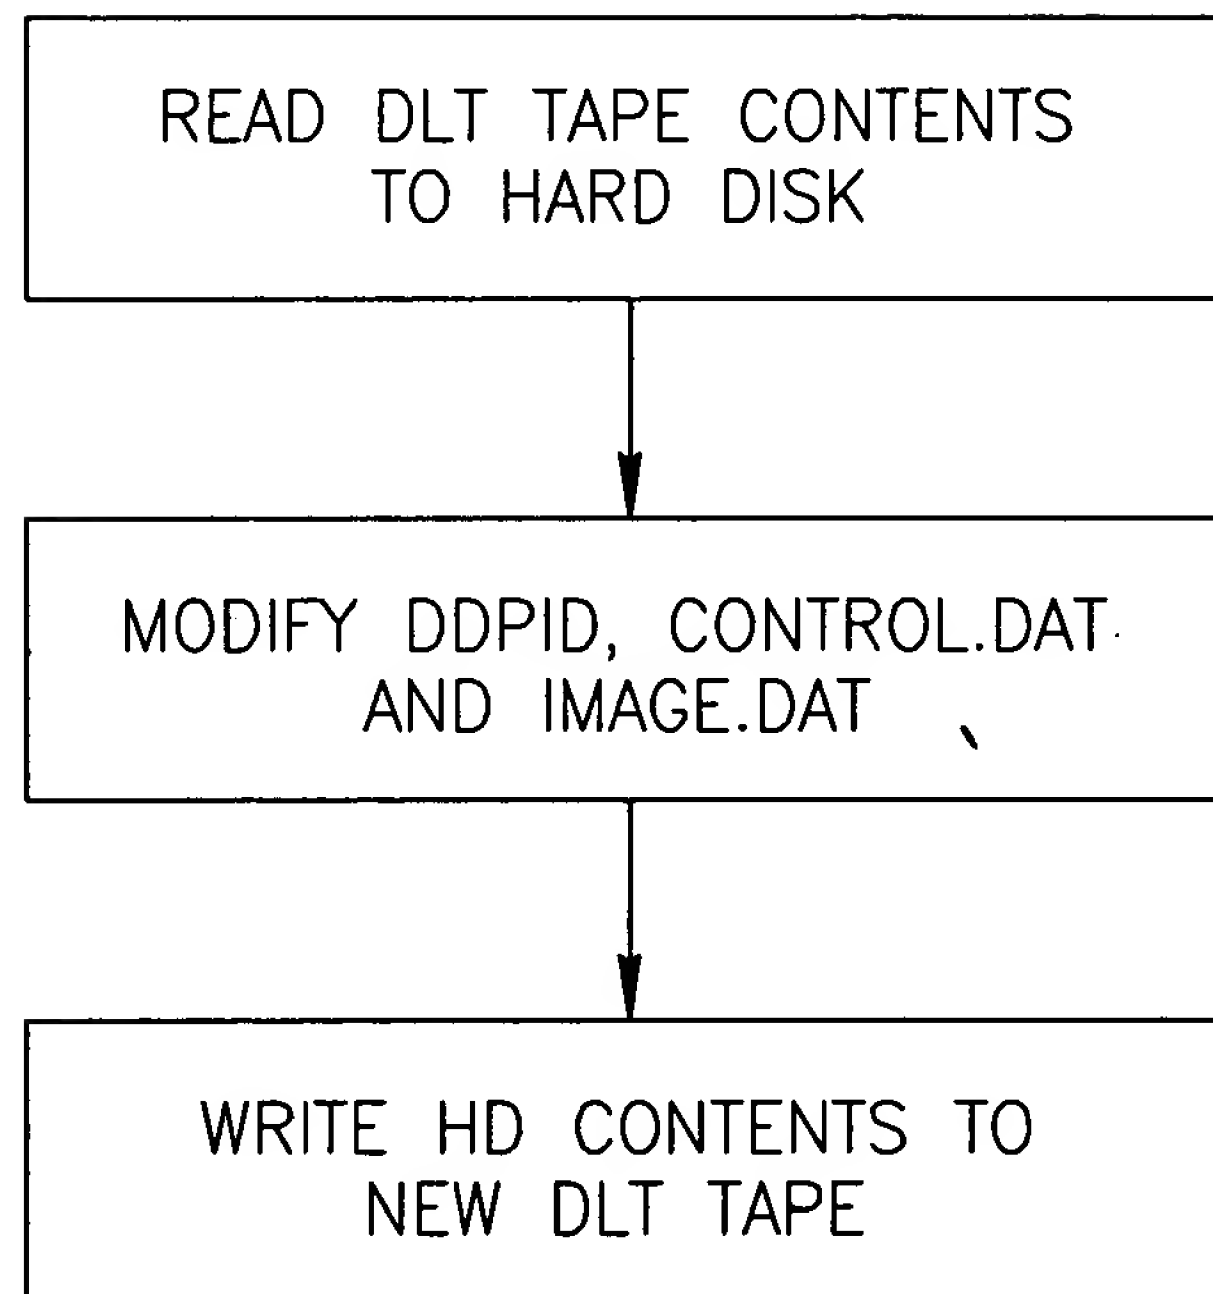 READ DLT TAPE CONTENTS
TO HARD DISK
MODIFY DDPID, CONTROL.DAT
AND IMAGE.DAT
WRITE HD CONTENTS TO
NEW DLT TAPE